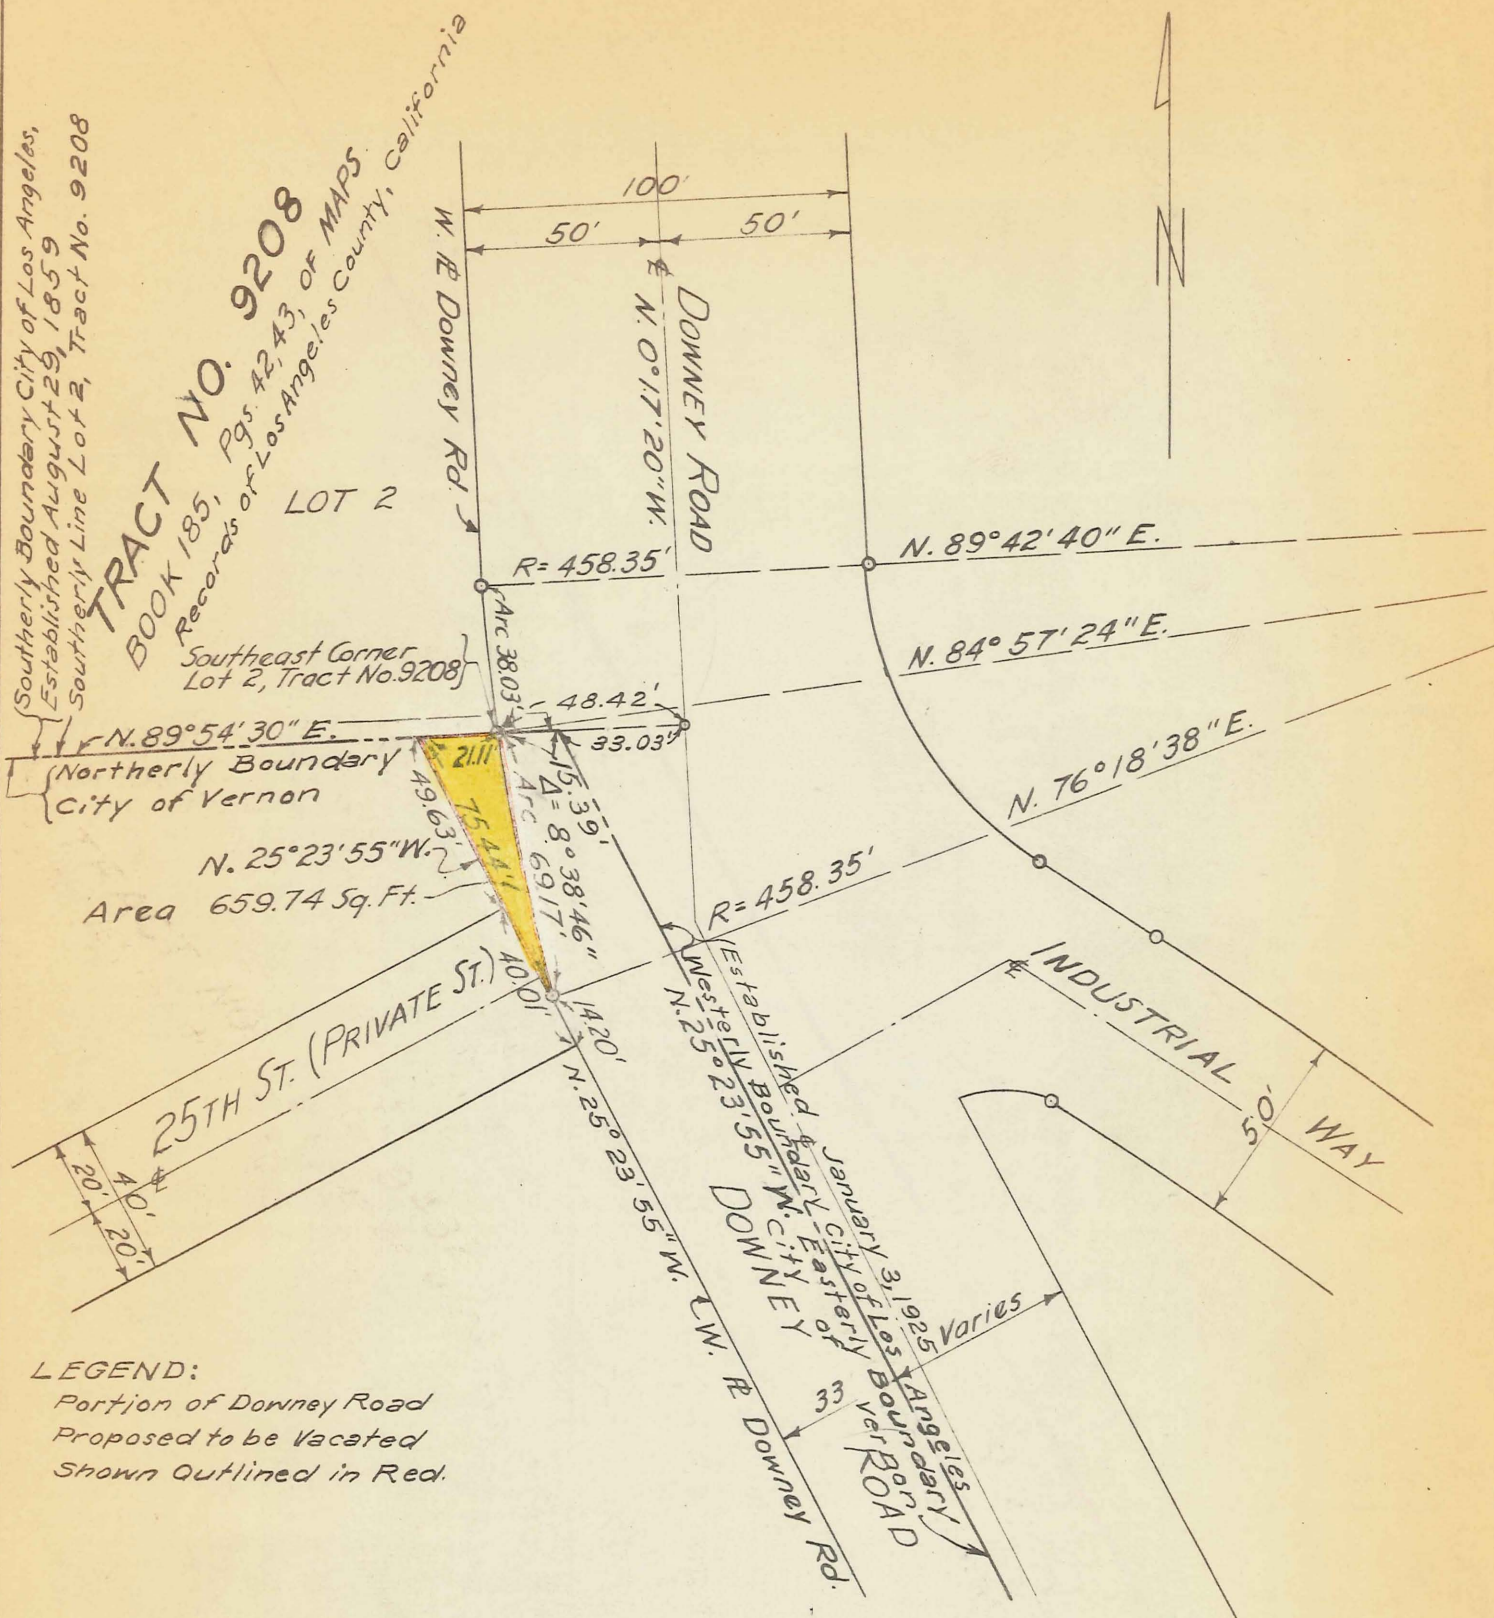 Southerly Boundary City of Los Angeles,
Established August 29, 1859
Southerly Line Lot 2, Tract No. 9208
TRACT NO. 9208
BOOK 185, Pgs. 42,43, OF MAPS.
Records of Los Angeles County, California
W. ⅊ Downey Rd.
100'
50'
50'
℄ N. 0°17'20" W.
DOWNEY ROAD
N
LOT 2
R= 458.35'
N. 89°42'40" E.
Arc 38.03'
N. 84°57'24" E.
Southeast Corner
Lot 2, Tract No. 9208
48.42'
33.03'
N. 89°54'30" E.
Northerly Boundary
City of Vernon
21.11
15.39'
49.63'
75.44'
Arc 69.17'
Δ= 8°38'46"
N. 76°18'38" E.
N. 25°23'55" W.
Area 659.74 Sq. Ft.
R= 458.35'
40.01'
14.20'
25TH ST. (PRIVATE ST.)
℄
20'
40'
20'
N. 25°23'55" W.
W. ⅊ Downey Rd.
Established ℄ January 3, 1925
Westerly Boundary City of Los Angeles
N. 25°23'55" W.
Easterly Boundary
City of
DOWNEY ROAD
℄
INDUSTRIAL WAY
50'
Varies
33
LEGEND:
Portion of Downey Road
Proposed to be Vacated
Shown Outlined in Red.